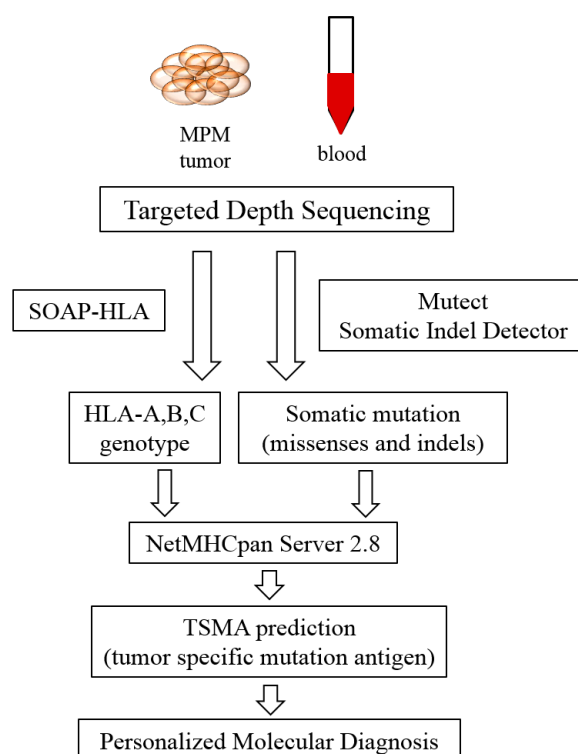 MPM
tumor
blood
Targeted Depth Sequencing
SOAP-HLA
Mutect
Somatic Indel Detector
HLA-A,B,C
genotype
Somatic mutation
(missenses and indels)
NetMHCpan Server 2.8
TSMA prediction
(tumor specific mutation antigen)
Personalized Molecular Diagnosis